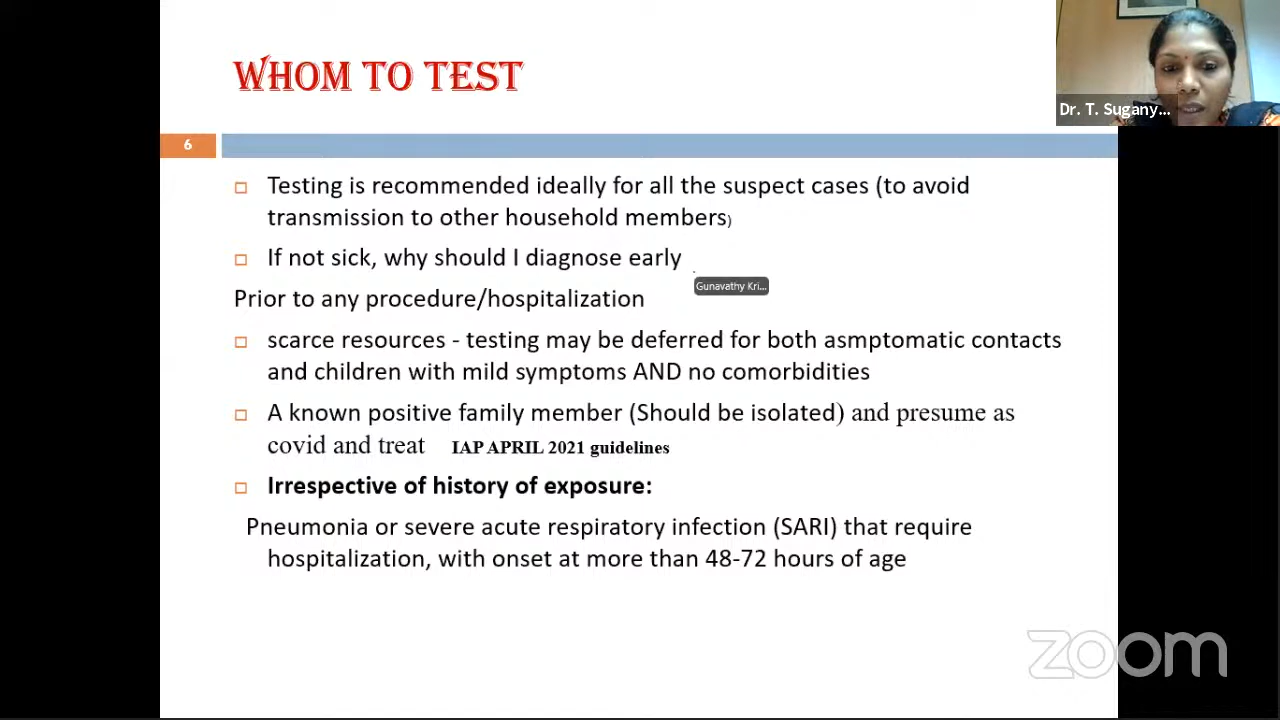 WHOM TO TEST
Dr. T. Sugany...
6
Testing is recommended ideally for all the suspect cases (to avoid
transmission to other household members)
If not sick, why should I diagnose early
Gunavathy Kri...
Prior to any procedure/hospitalization
scarce resources - testing may be deferred for both asmptomatic contacts
and children with mild symptoms AND no comorbidities
A known positive family member (Should be isolated) and presume as
covid and treat IAP APRIL 2021 guidelines
Irrespective of history of exposure:
Pneumonia or severe acute respiratory infection (SARI) that require
hospitalization, with onset at more than 48-72 hours of age
zoom